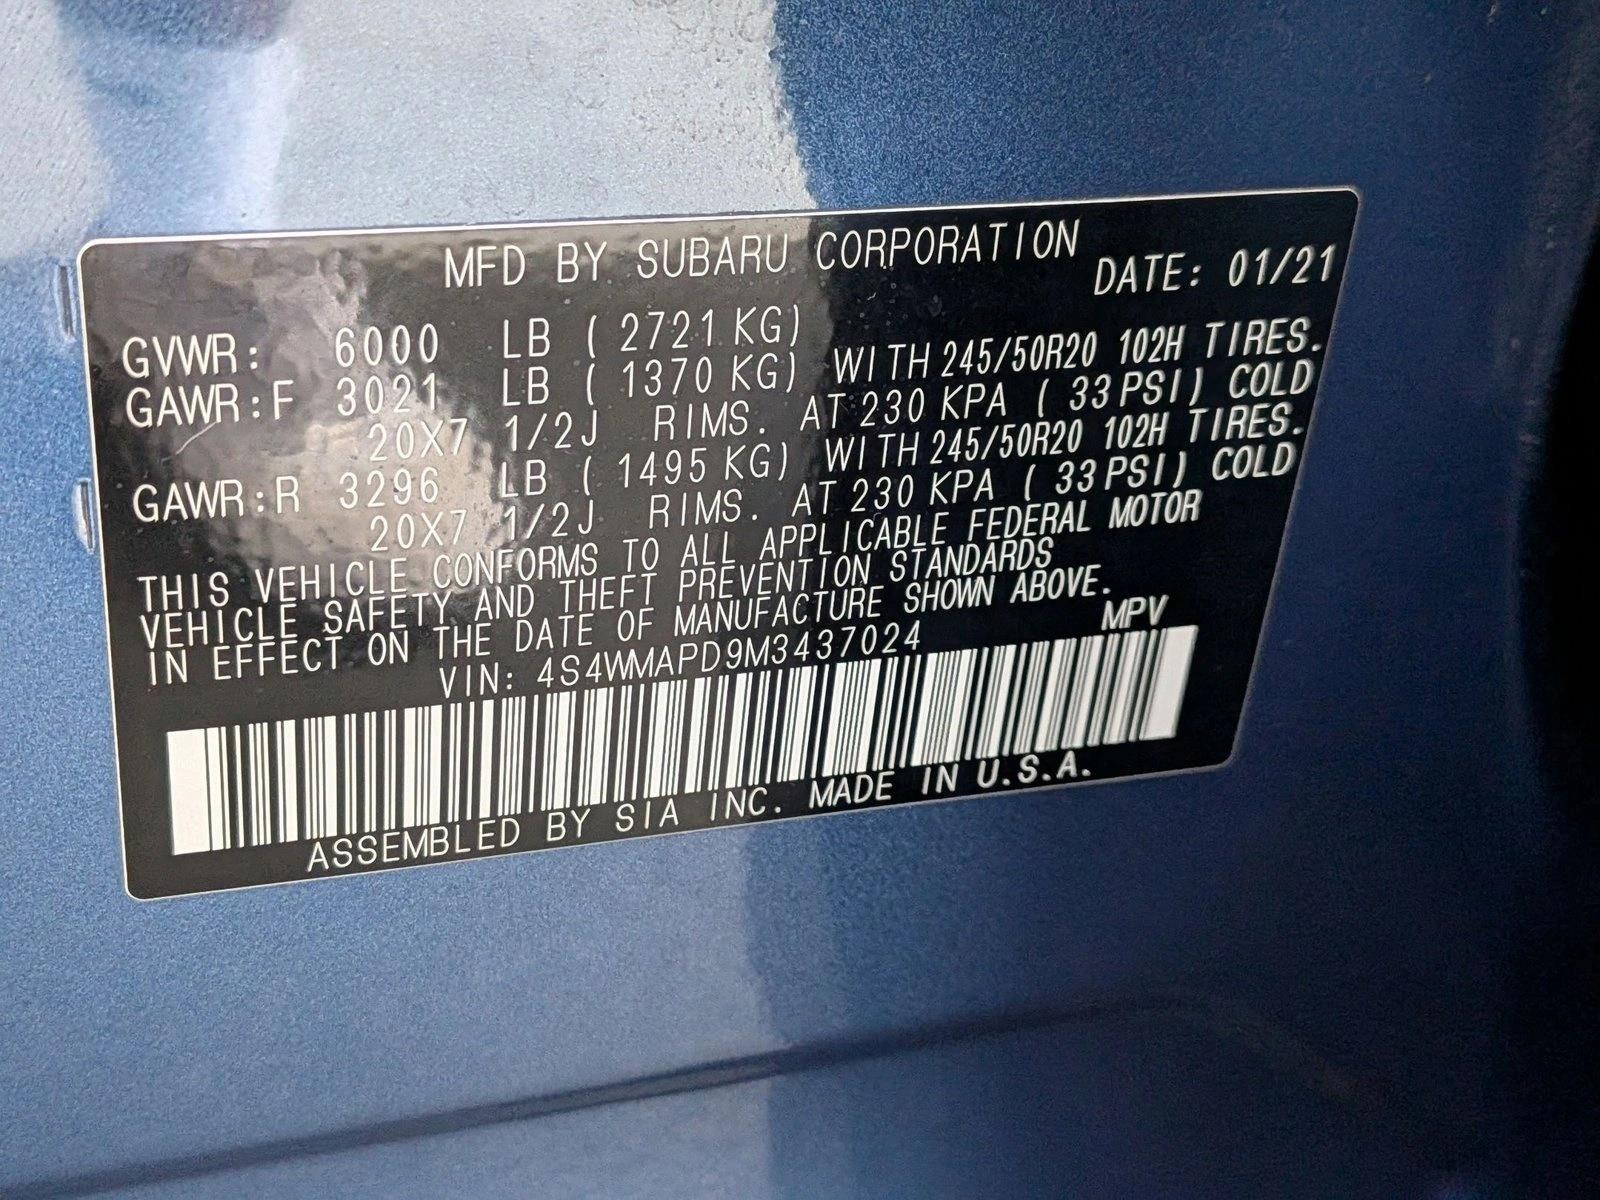 MFD BY SUBARU CORPORATION DATE: 01/21
GVWR: 6000 LB ( 2721 KG)
GAWR:F 3021 LB ( 1370 KG) WITH 245/50R20 102H TIRES.
20X7 1/2J RIMS. AT 230 KPA ( 33 PSI) COLD
GAWR:R 3296 LB ( 1495 KG) WITH 245/50R20 102H TIRES.
20X7 1/2J RIMS. AT 230 KPA ( 33 PSI) COLD
THIS VEHICLE CONFORMS TO ALL APPLICABLE FEDERAL MOTOR
VEHICLE SAFETY AND THEFT PREVENTION STANDARDS
IN EFFECT ON THE DATE OF MANUFACTURE SHOWN ABOVE.
VIN: 4S4WMAPD9M3437024 MPV
ASSEMBLED BY SIA INC. MADE IN U.S.A.